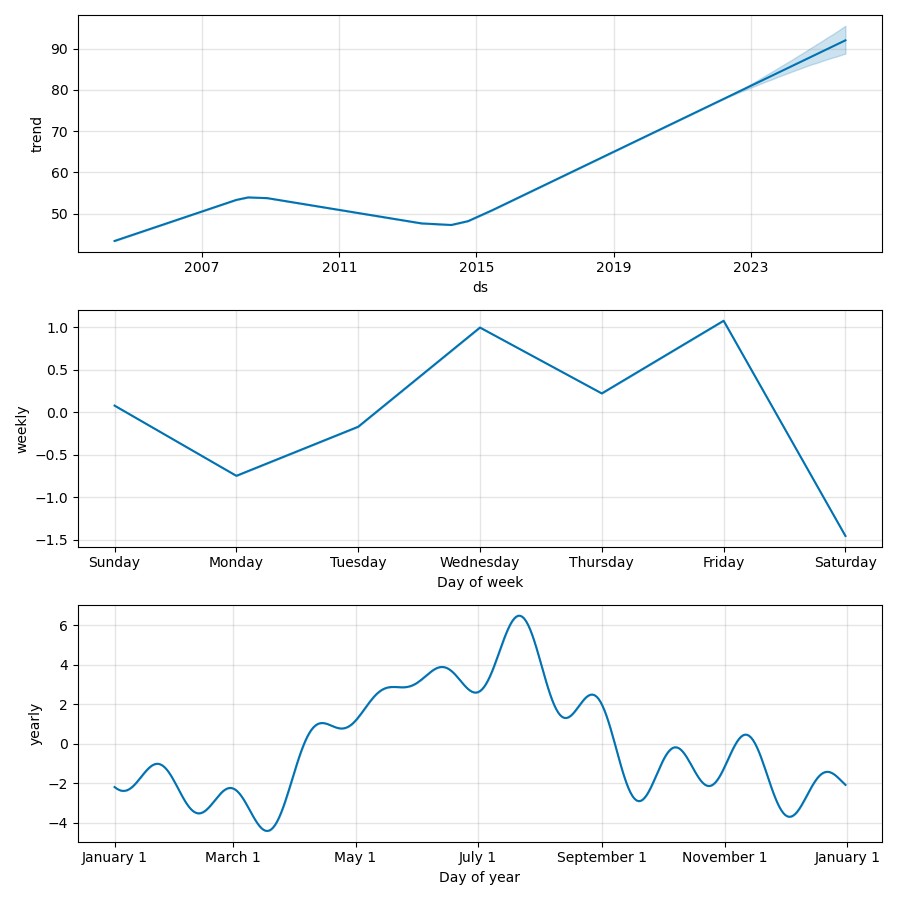 90
80
70
60
50
trend
2007 2011 2015 2019 2023
ds
1.0
0.5
0.0
−0.5
−1.0
−1.5
weekly
Sunday Monday Tuesday Wednesday Thursday Friday Saturday
Day of week
6
4
2
0
−2
−4
yearly
January 1 March 1 May 1 July 1 September 1 November 1 January 1
Day of year